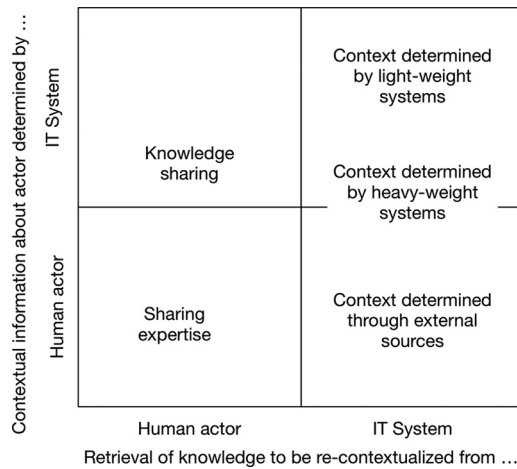 Contextual information about actor determined by ...
IT System
Human actor
Knowledge
sharing
Context determined
by light-weight
systems
Context determined
by heavy-weight
systems
Sharing
expertise
Context determined
through external
sources
Human actor
IT System
Retrieval of knowledge to be re-contextualized from ...